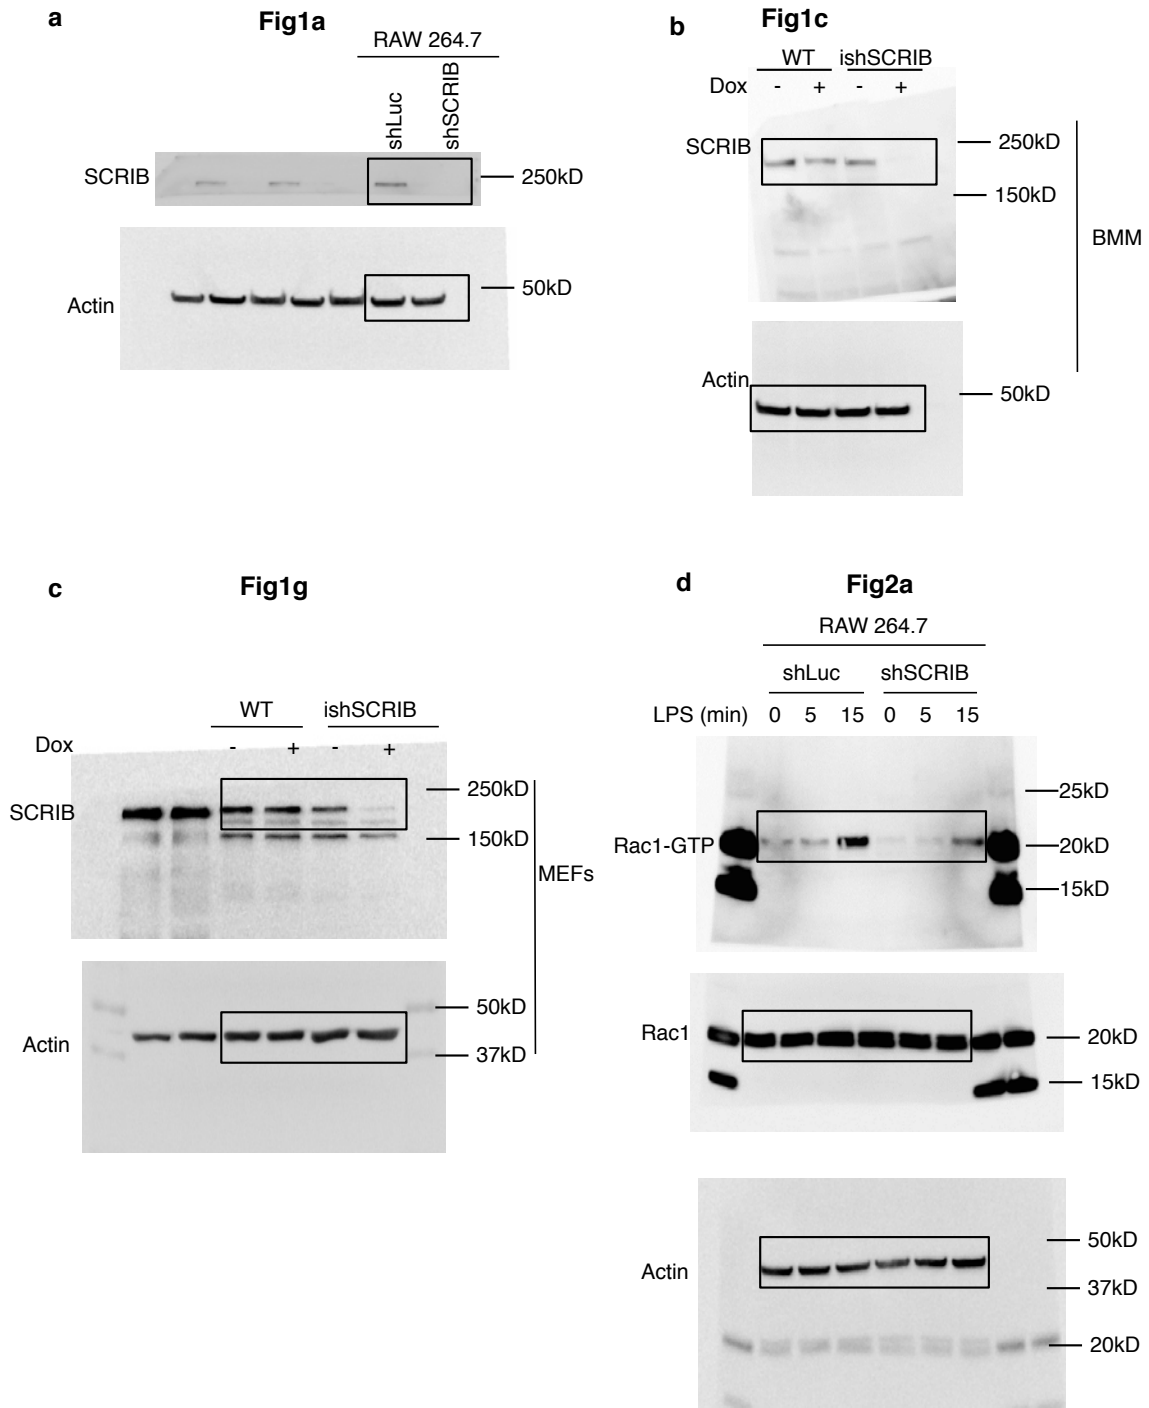 a
Fig1a
RAW 264.7
shLuc
shSCRIB
SCRIB
250kD
Actin
50kD
b
Fig1c
WT ishSCRIB
Dox - + - +
SCRIB
250kD
150kD
BMM
Actin
50kD
c
Fig1g
WT ishSCRIB
Dox - + - +
SCRIB
250kD
150kD
MEFs
Actin
50kD
37kD
d
Fig2a
RAW 264.7
shLuc shSCRIB
LPS (min) 0 5 15 0 5 15
25kD
Rac1-GTP
20kD
15kD
Rac1
20kD
15kD
50kD
Actin
37kD
20kD